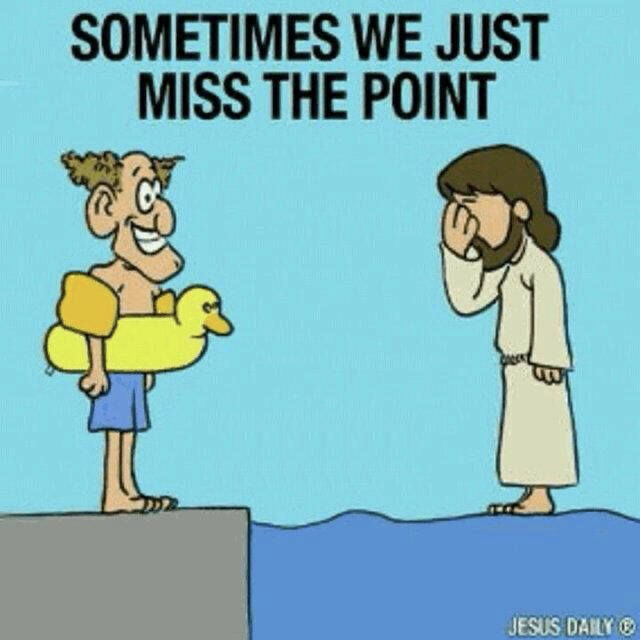 SOMETIMES WE JUST
MISS THE POINT
JESUS DAILY ®